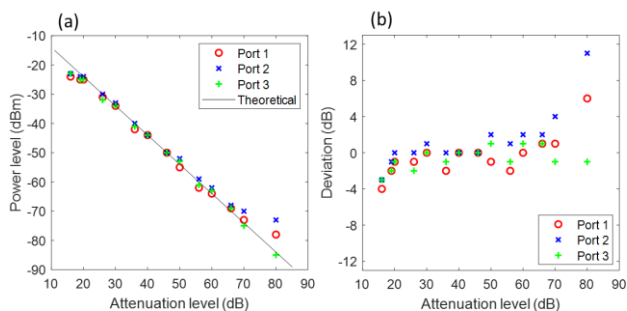 (a)
-10
-20
-30
-40
-50
-60
-70
-80
-90
Power level (dBm)
10 20 30 40 50 60 70 80 90
Attenuation level (dB)
Port 1
Port 2
Port 3
Theoretical
(b)
12
8
4
0
-4
-8
-12
Deviation (dB)
10 20 30 40 50 60 70 80 90
Attenuation level (dB)
Port 1
Port 2
Port 3